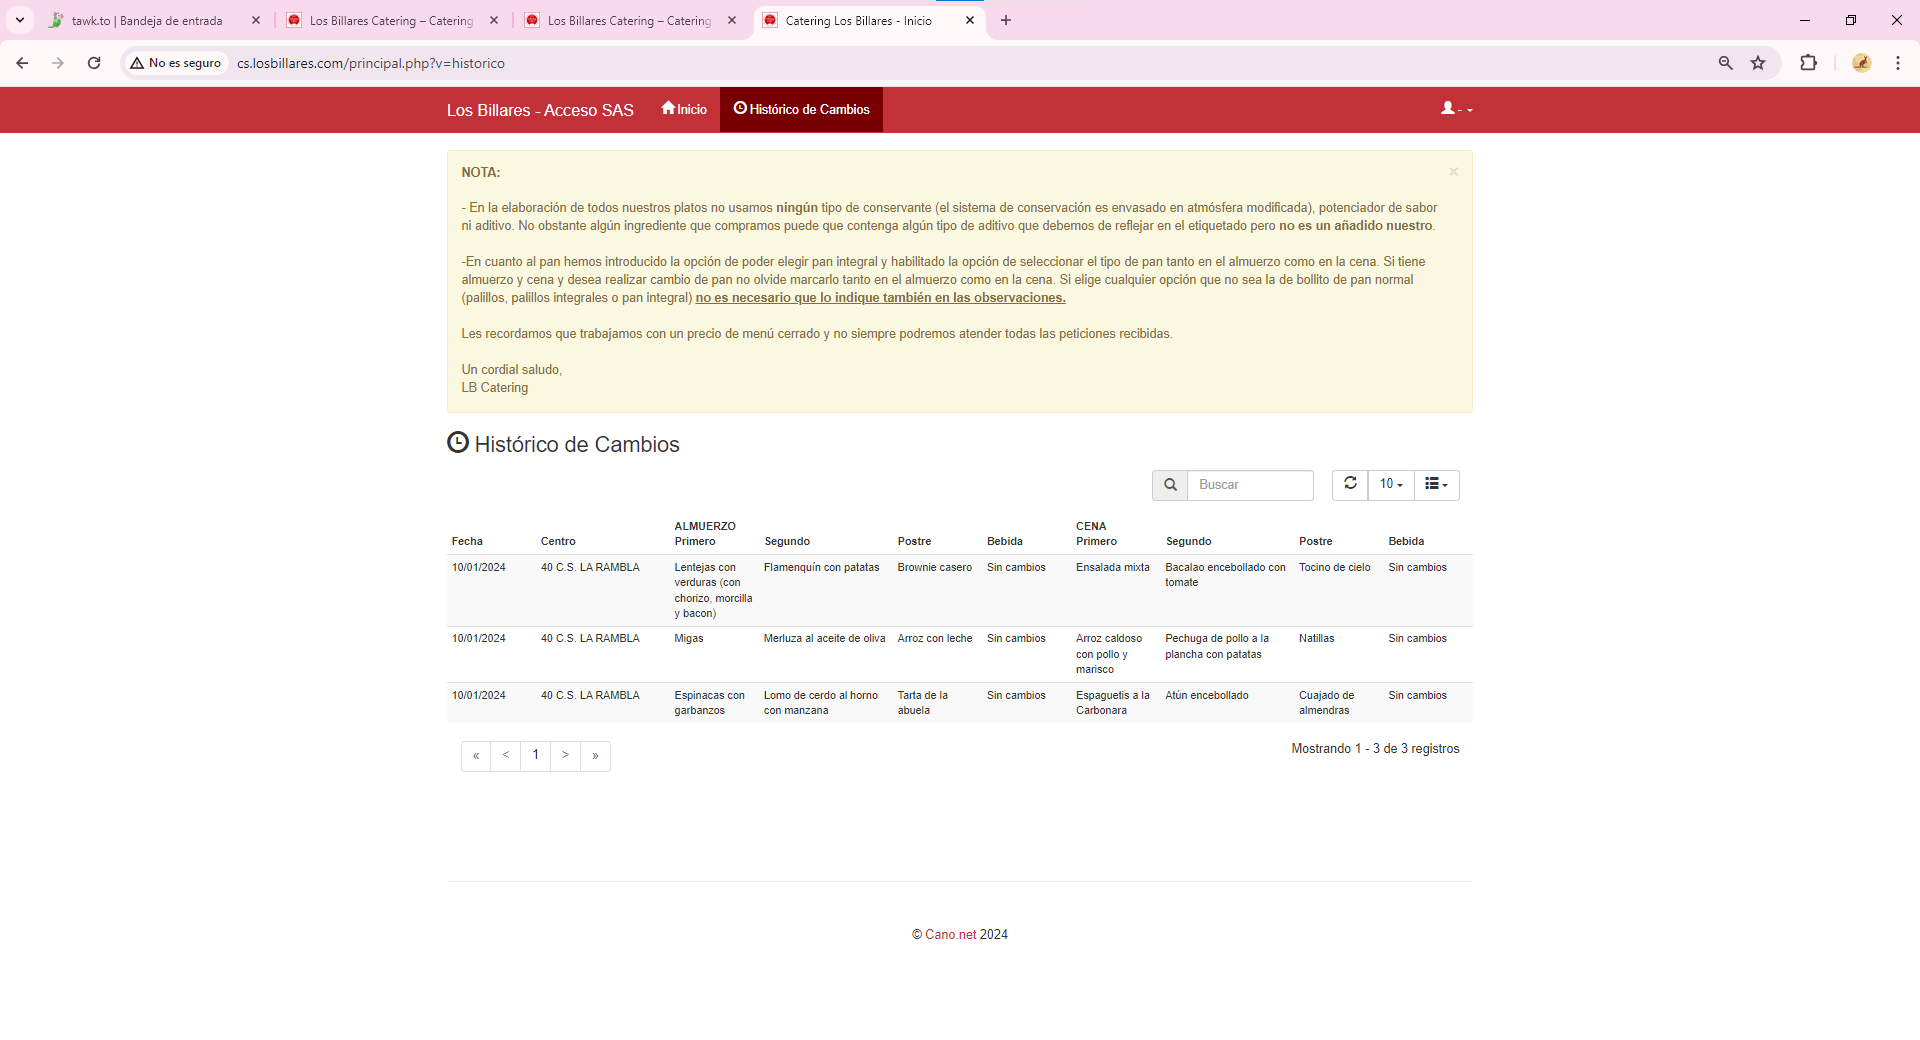 tawk.to | Bandeja de entrada
Los Billares Catering – Catering
Los Billares Catering – Catering
Catering Los Billares - Inicio
No es seguro
cs.losbillares.com/principal.php?v=historico
Los Billares - Acceso SAS
Inicio
Histórico de Cambios
-
NOTA:
×
- En la elaboración de todos nuestros platos no usamos ningún tipo de conservante (el sistema de conservación es envasado en atmósfera modificada), potenciador de sabor
ni aditivo. No obstante algún ingrediente que compramos puede que contenga algún tipo de aditivo que debemos de reflejar en el etiquetado pero no es un añadido nuestro.
-En cuanto al pan hemos introducido la opción de poder elegir pan integral y habilitado la opción de seleccionar el tipo de pan tanto en el almuerzo como en la cena. Si tiene
almuerzo y cena y desea realizar cambio de pan no olvide marcarlo tanto en el almuerzo como en la cena. Si elige cualquier opción que no sea la de bollito de pan normal
(palillos, palillos integrales o pan integral) no es necesario que lo indique también en las observaciones.
Les recordamos que trabajamos con un precio de menú cerrado y no siempre podremos atender todas las peticiones recibidas.
Un cordial saludo,
LB Catering
Histórico de Cambios
Buscar
10
ALMUERZO CENA
Fecha Centro Primero Segundo Postre Bebida Primero Segundo Postre Bebida
10/01/2024 40 C.S. LA RAMBLA Lentejas con Flamenquín con patatas Brownie casero Sin cambios Ensalada mixta Bacalao encebollado con Tocino de cielo Sin cambios
verduras (con tomate
chorizo, morcilla
y bacon)
10/01/2024 40 C.S. LA RAMBLA Migas Merluza al aceite de oliva Arroz con leche Sin cambios Arroz caldoso Pechuga de pollo a la Natillas Sin cambios
con pollo y plancha con patatas
marisco
10/01/2024 40 C.S. LA RAMBLA Espinacas con Lomo de cerdo al horno Tarta de la Sin cambios Espaguetis a la Atún encebollado Cuajado de Sin cambios
garbanzos con manzana abuela Carbonara almendras
« < 1 > »
Mostrando 1 - 3 de 3 registros
© Cano.net 2024